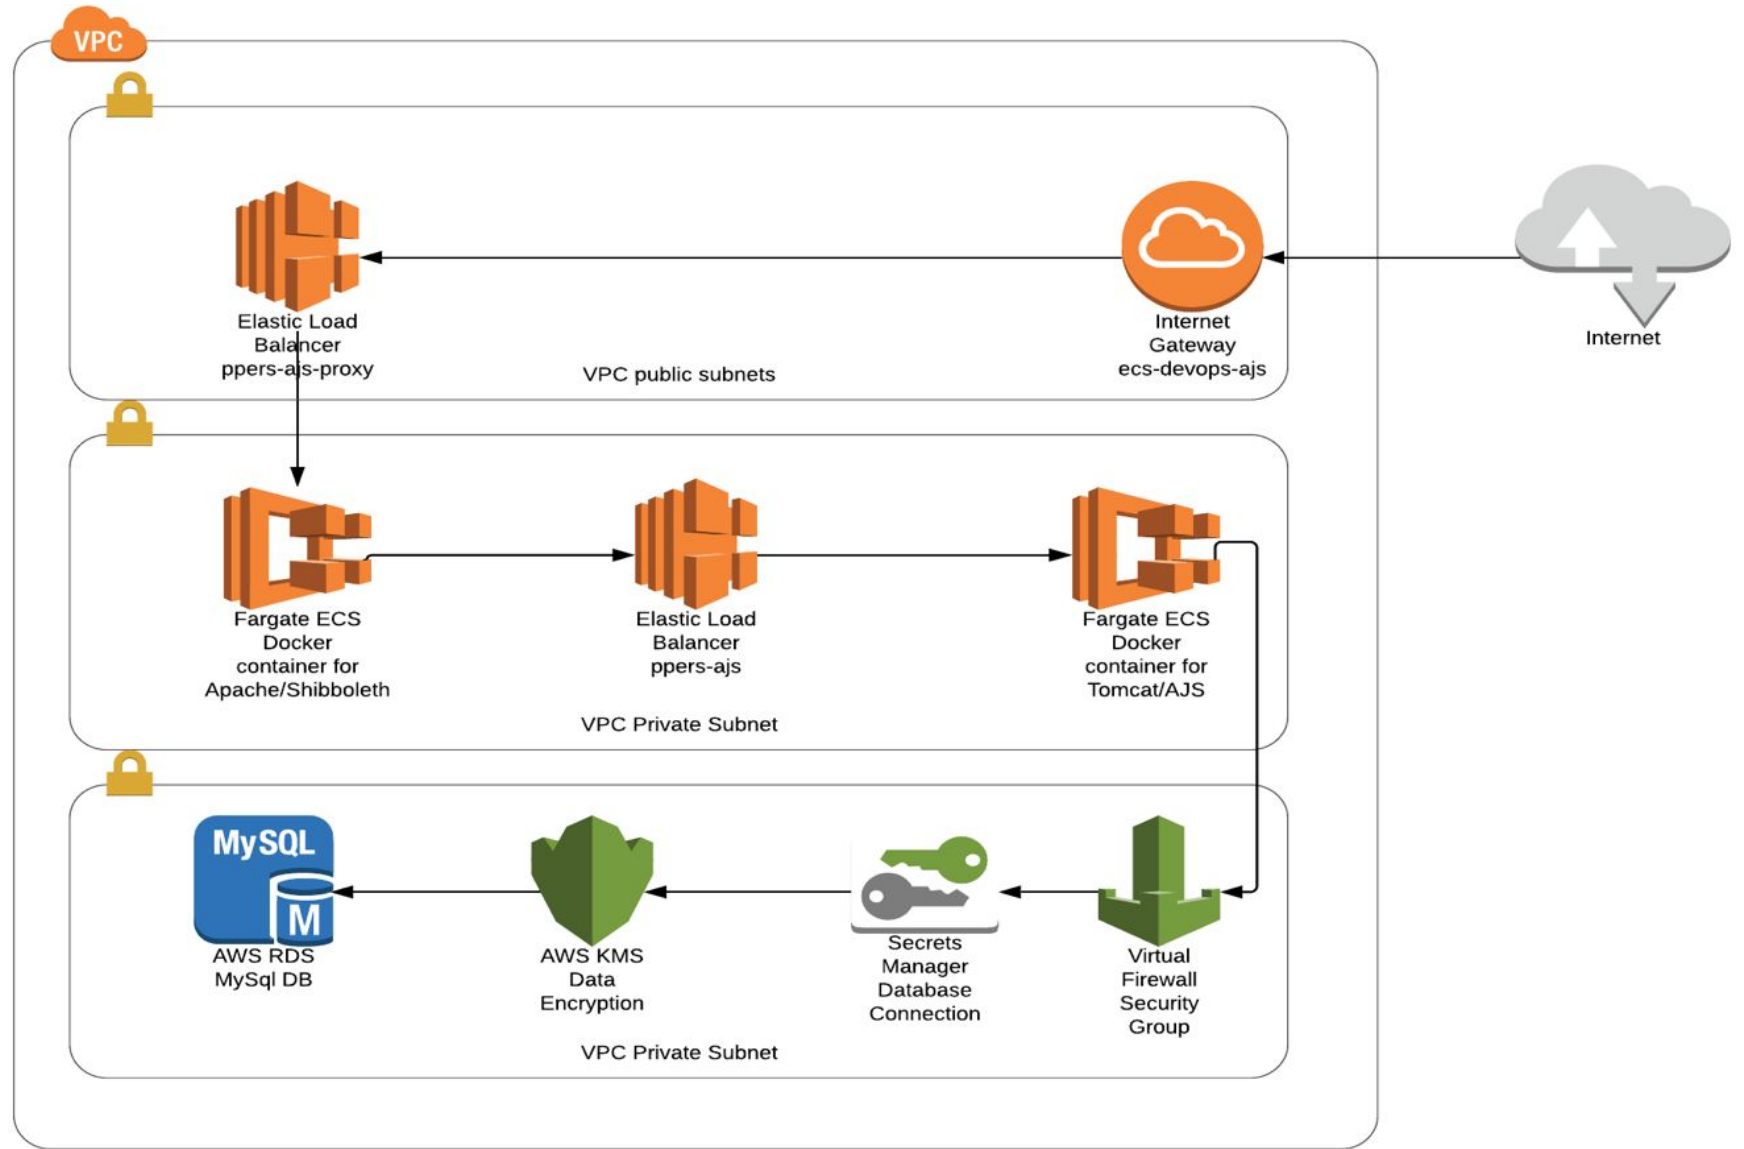 VPC
Elastic Load
Balancer
ppers-ajs-proxy
VPC public subnets
Internet
Gateway
ecs-devops-ajs
Internet
Fargate ECS
Docker
container for
Apache/Shibboleth
Elastic Load
Balancer
ppers-ajs
Fargate ECS
Docker
container for
Tomcat/AJS
VPC Private Subnet
MySQL
M
AWS RDS
MySql DB
AWS KMS
Data
Encryption
Secrets
Manager
Database
Connection
Virtual
Firewall
Security
Group
VPC Private Subnet